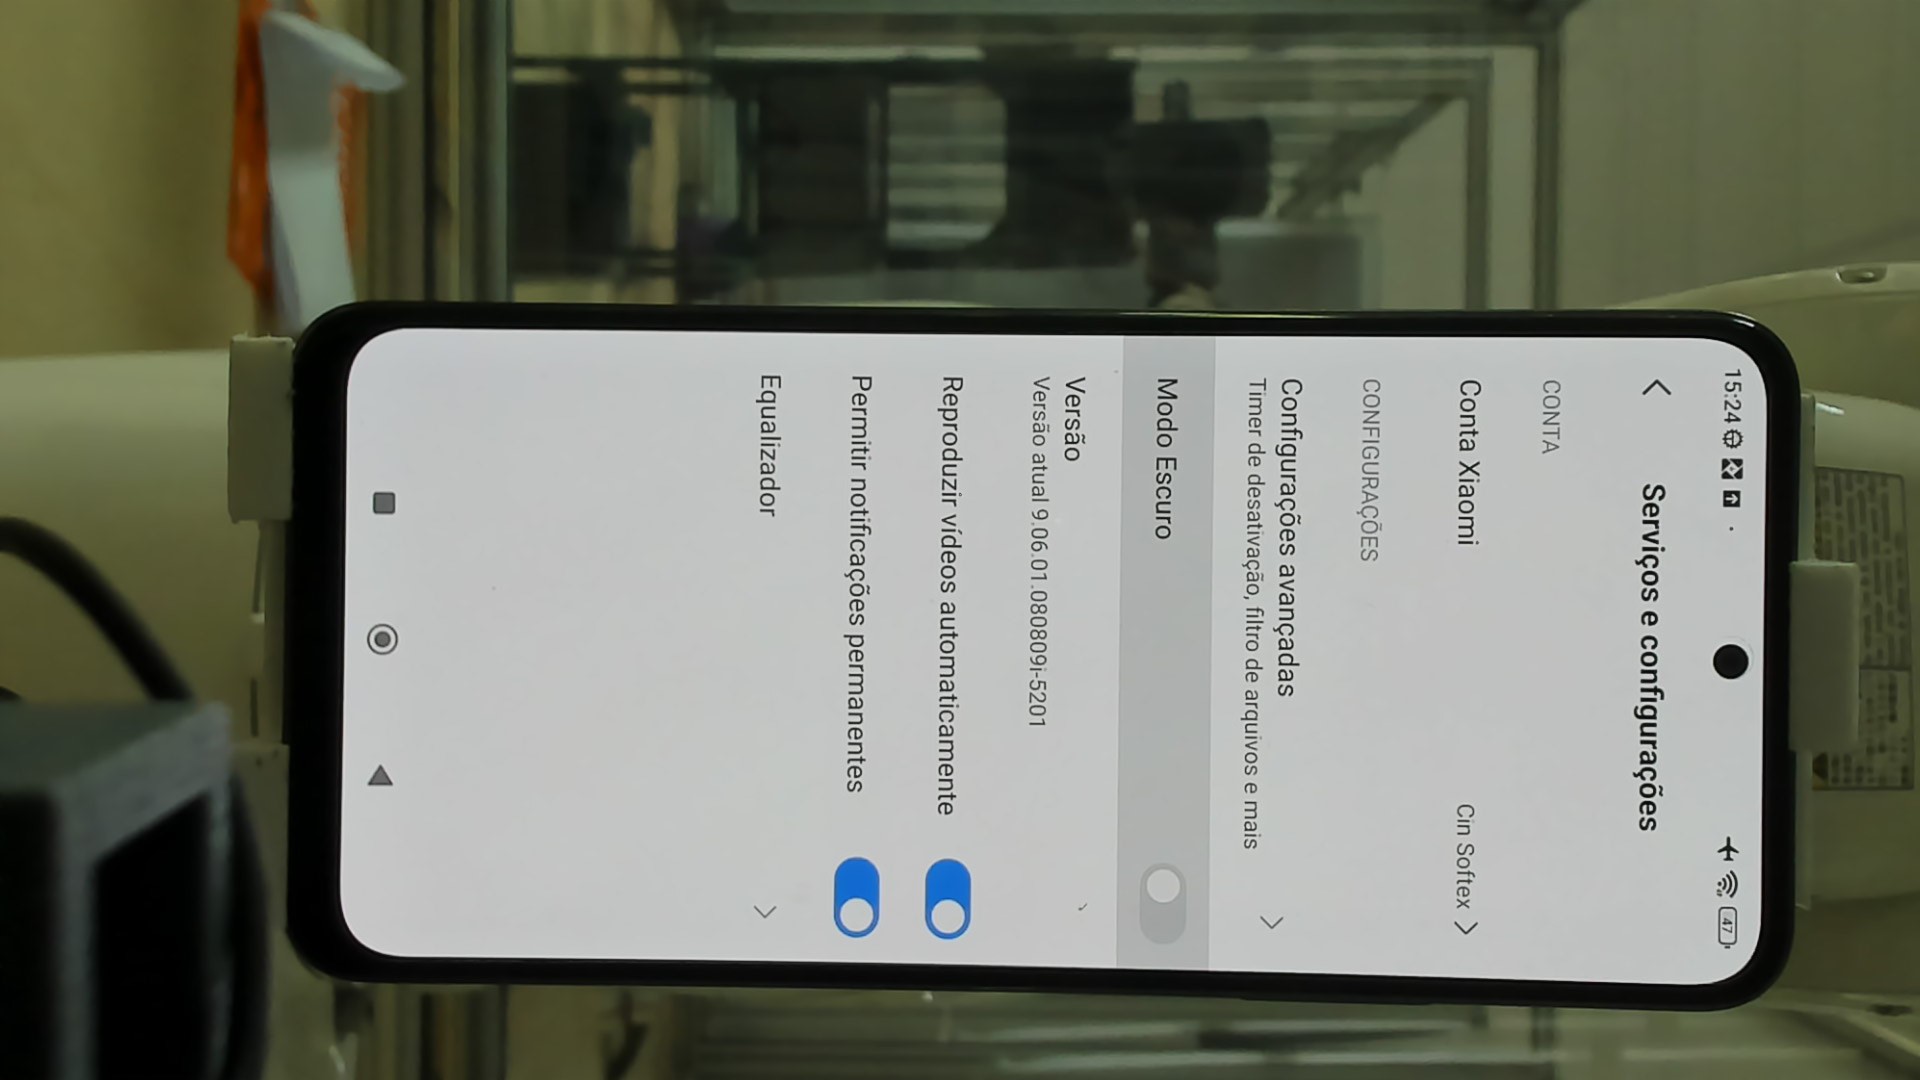 15:24
47
Serviços e configurações
CONTA
Conta Xiaomi
Cin Softex
CONFIGURAÇÕES
Configurações avançadas
Timer de desativação, filtro de arquivos e mais
Modo Escuro
Versão
Versão atual 9.06.01.080809i-5201
Reproduzir vídeos automaticamente
Permitir notificações permanentes
Equalizador